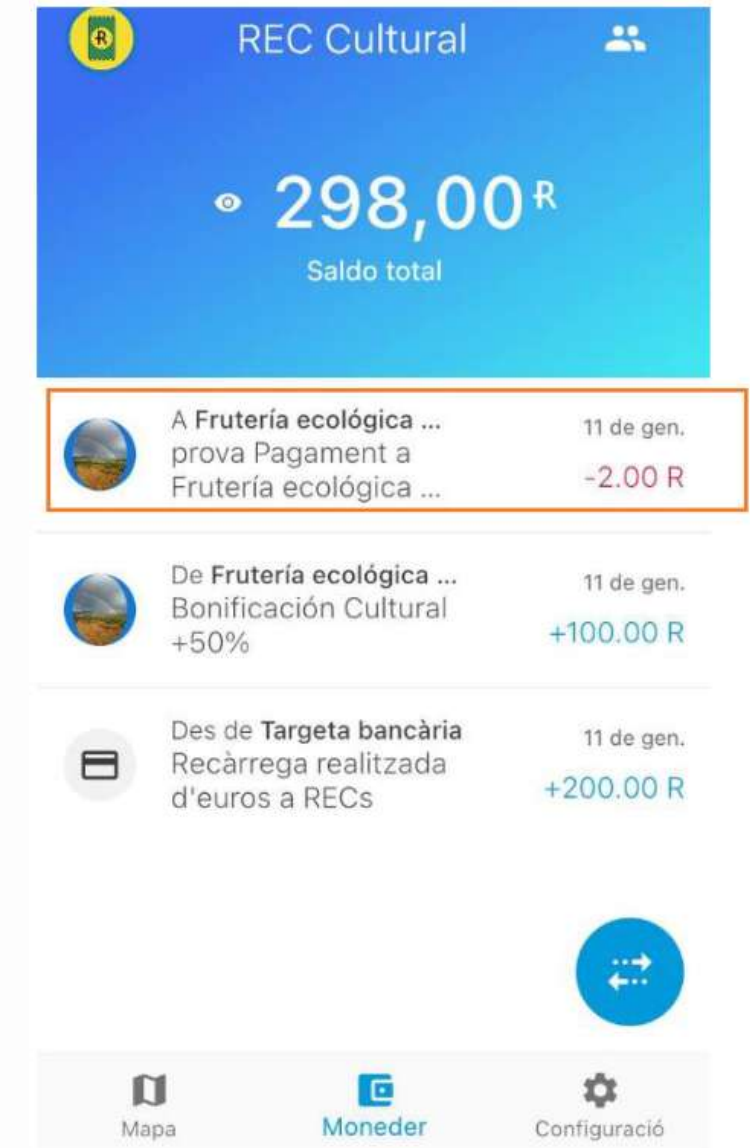 REC Cultural
298,00 R
Saldo total
A Frutería ecológica ...
11 de gen.
prova Pagament a
Frutería ecológica ...
-2.00 R
De Frutería ecológica ...
11 de gen.
Bonificación Cultural
+50%
+100.00 R
Des de Targeta bancària
11 de gen.
Recàrrega realitzada
d'euros a RECs
+200.00 R
Mapa
Moneder
Configuració